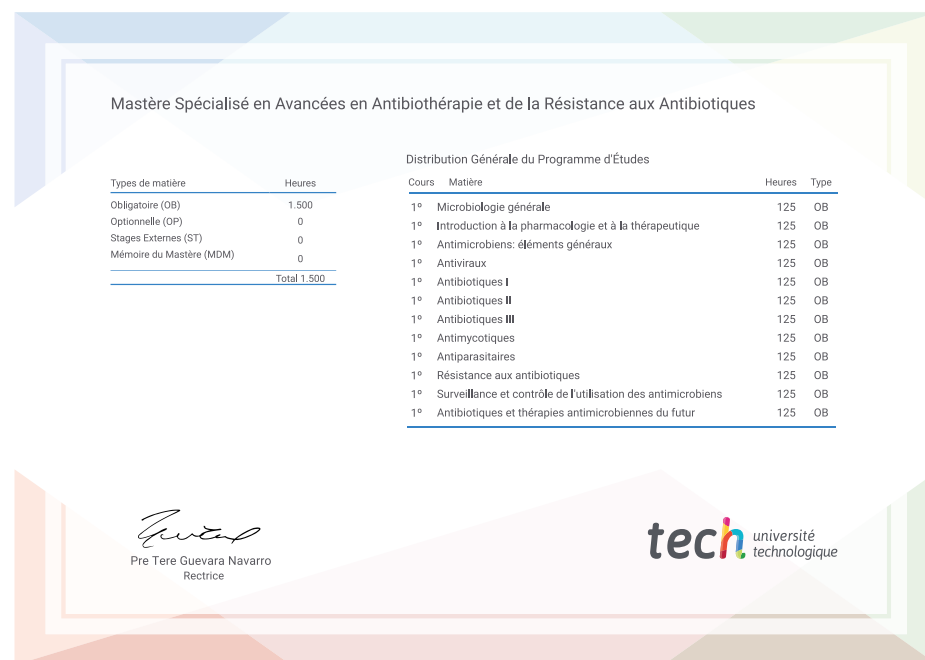 Mastère Spécialisé en Avancées en Antibiothérapie et de la Résistance aux Antibiotiques
Types de matière Heures
Obligatoire (OB) 1.500
Optionnelle (OP) 0
Stages Externes (ST) 0
Mémoire du Mastère (MDM) 0
Total 1.500
Distribution Générale du Programme d'Études
Cours Matière Heures Type
1º Microbiologie générale 125 OB
1º Introduction à la pharmacologie et à la thérapeutique 125 OB
1º Antimicrobiens: éléments généraux 125 OB
1º Antiviraux 125 OB
1º Antibiotiques I 125 OB
1º Antibiotiques II 125 OB
1º Antibiotiques III 125 OB
1º Antimycotiques 125 OB
1º Antiparasitaires 125 OB
1º Résistance aux antibiotiques 125 OB
1º Surveillance et contrôle de l'utilisation des antimicrobiens 125 OB
1º Antibiotiques et thérapies antimicrobiennes du futur 125 OB
Pre Tere Guevara Navarro
Rectrice
tech université
technologique